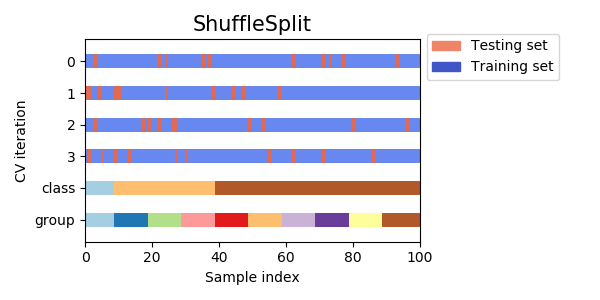 ShuffleSplit
Testing set
Training set
CV iteration
0
1
2
3
class
group
0 20 40 60 80 100
Sample index